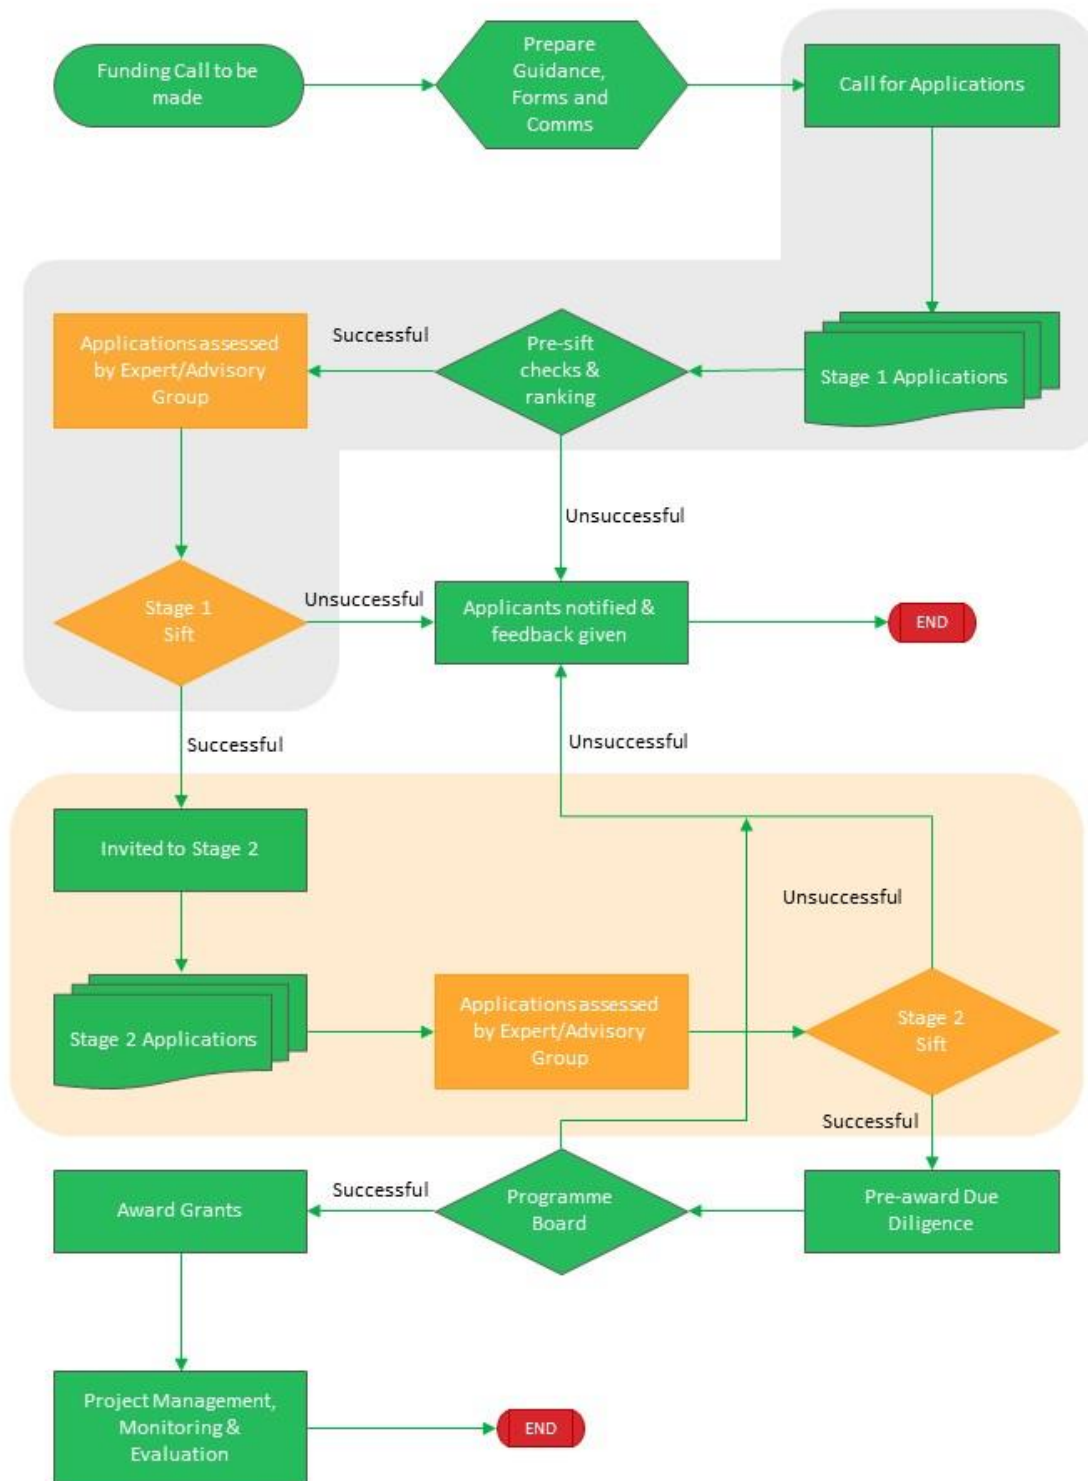 Funding Call to be
made
Prepare
Guidance,
Forms and
Comms
Call for Applications
Applications assessed
by Expert/Advisory
Group
Successful
Pre-sift
checks &
ranking
Stage 1 Applications
Unsuccessful
Stage 1
Sift
Unsuccessful
Applicants notified &
feedback given
END
Successful
Unsuccessful
Invited to Stage 2
Unsuccessful
Stage 2 Applications
Applications assessed
by Expert/Advisory
Group
Stage 2
Sift
Successful
Award Grants
Successful
Programme
Board
Pre-award Due
Diligence
Project Management,
Monitoring &
Evaluation
END